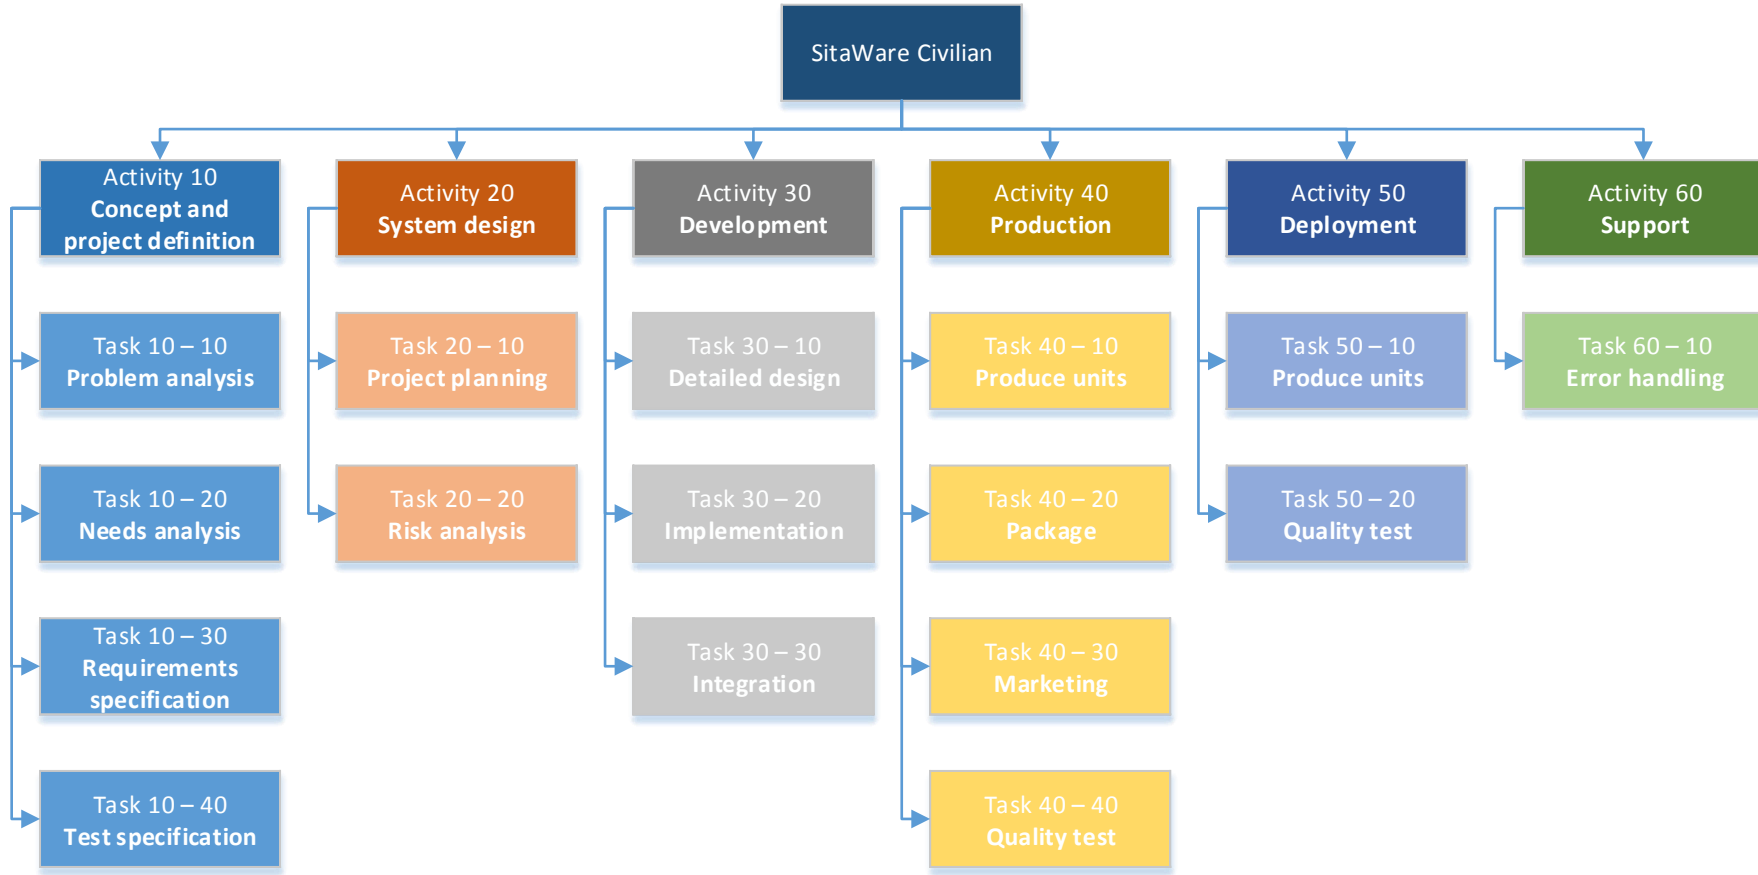 SitaWare Civilian
Activity 10
Concept and
project definition
Activity 20
System design
Activity 30
Development
Activity 40
Production
Activity 50
Deployment
Activity 60
Support
Task 10 – 10
Problem analysis
Task 20 – 10
Project planning
Task 30 – 10
Detailed design
Task 40 – 10
Produce units
Task 50 – 10
Produce units
Task 60 – 10
Error handling
Task 10 – 20
Needs analysis
Task 20 – 20
Risk analysis
Task 30 – 20
Implementation
Task 40 – 20
Package
Task 50 – 20
Quality test
Task 10 – 30
Requirements
specification
Task 30 – 30
Integration
Task 40 – 30
Marketing
Task 10 – 40
Test specification
Task 40 – 40
Quality test